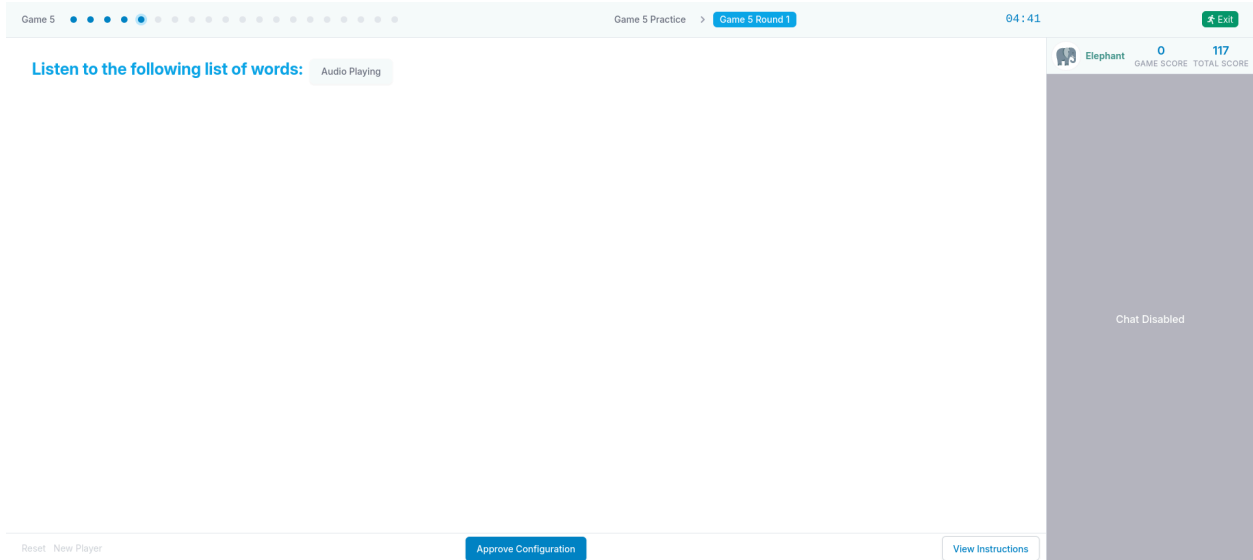 Game 5
Game 5 Practice > Game 5 Round 1
04:41
Exit
Listen to the following list of words:
Audio Playing
Elephant
0
GAME SCORE
117
TOTAL SCORE
Chat Disabled
Reset New Player
Approve Configuration
View Instructions